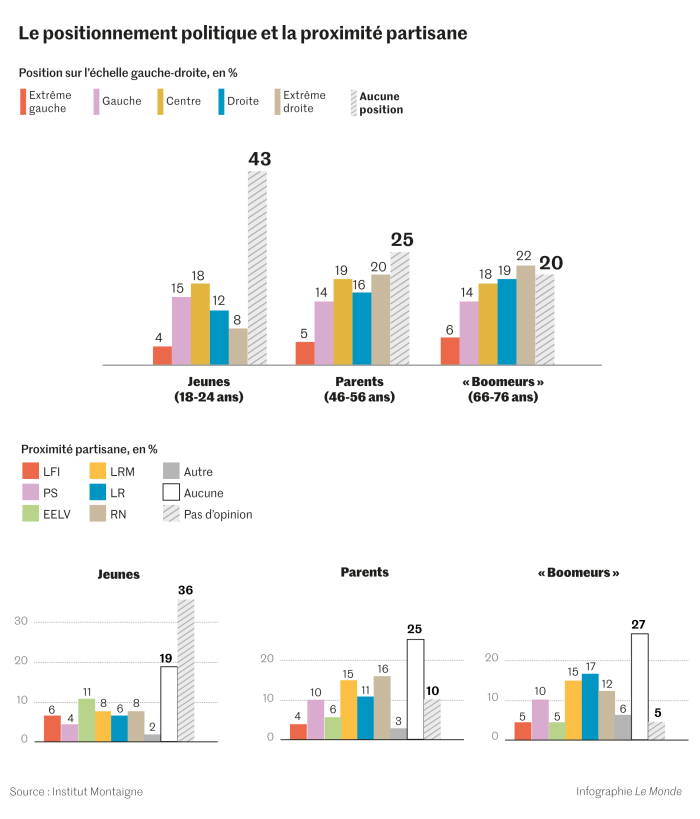 Le positionnement politique et la proximité partisane
Position sur l'échelle gauche-droite, en %
Extrême gauche
Gauche
Centre
Droite
Extrême droite
Aucune position
4
15
18
12
8
43
5
14
19
16
20
25
6
14
18
19
22
20
Jeunes
(18-24 ans)
Parents
(46-56 ans)
« Boomeurs »
(66-76 ans)
Proximité partisane, en %
LFI
LRM
Autre
PS
LR
Aucune
EELV
RN
Pas d'opinion
Jeunes
30
20
10
0
6
4
11
8
6
8
2
19
36
Parents
20
10
0
4
10
6
15
11
16
3
25
10
« Boomeurs »
20
10
0
5
10
5
15
17
12
6
27
5
Source : Institut Montaigne
Infographie Le Monde